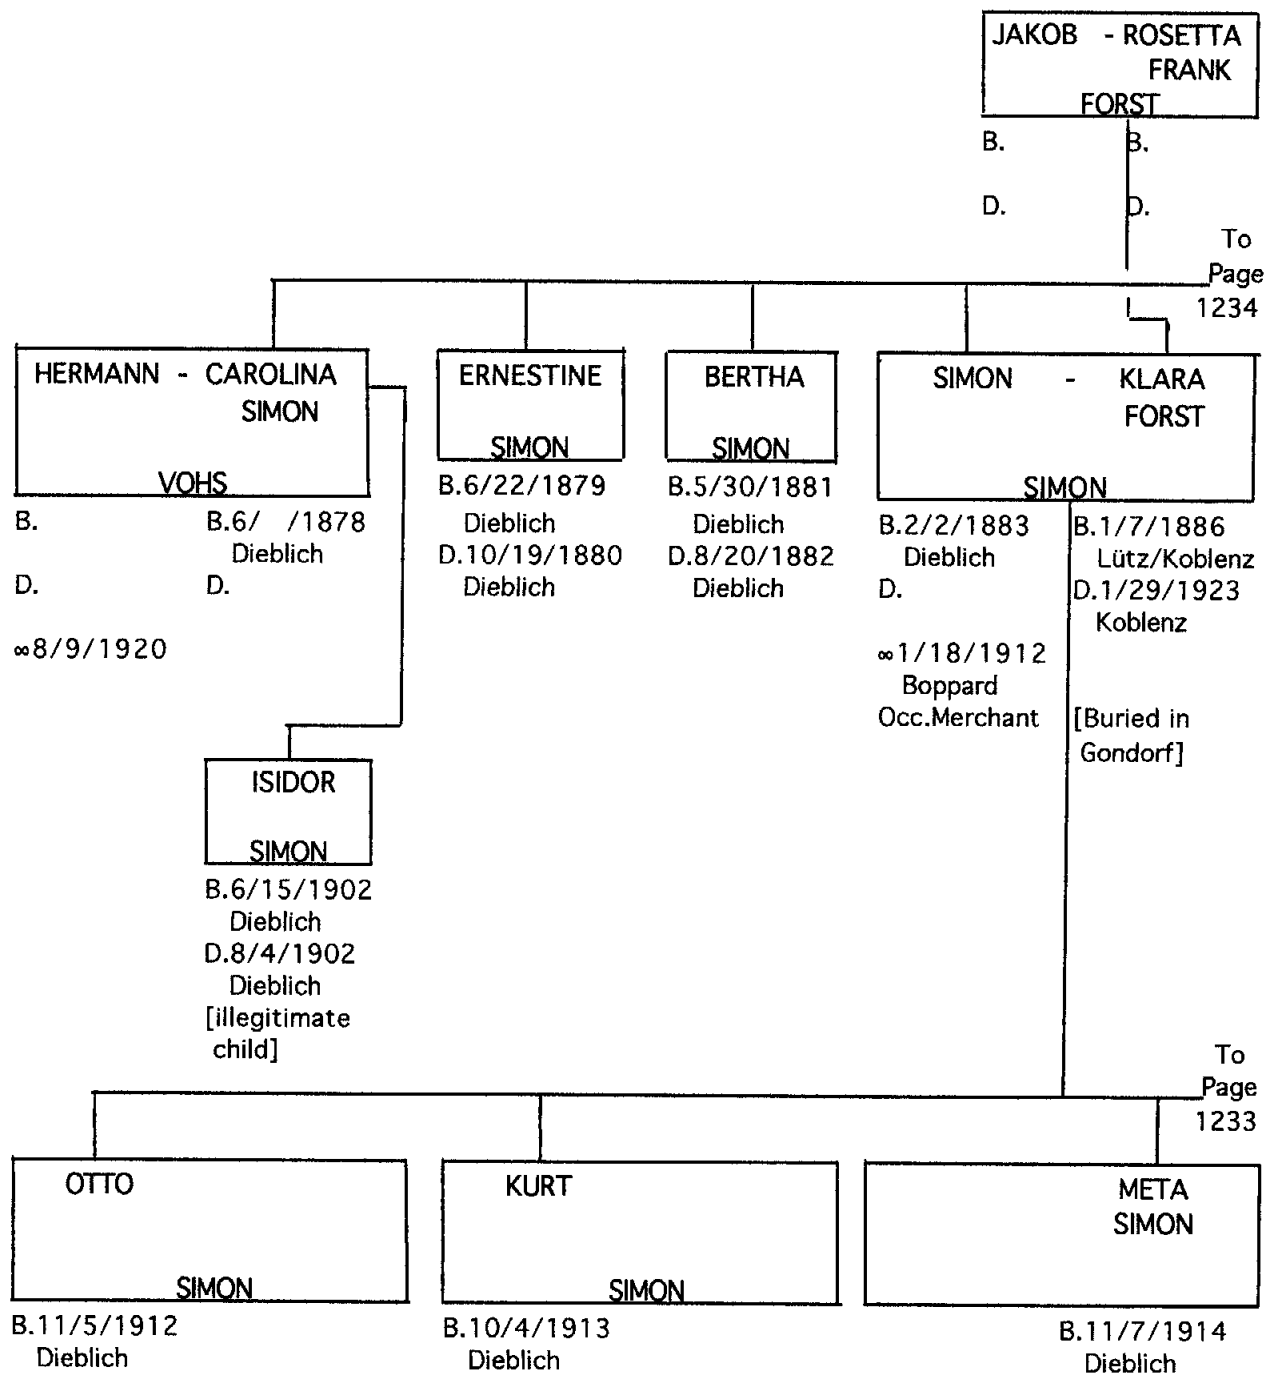 JAKOB - ROSETTA
FRANK
FORST
B. B.
D. D.
To
Page
1234
HERMANN - CAROLINA
SIMON
VOHS
B. B.6/ /1878
Dieblich
D. D.
∞8/9/1920
ERNESTINE
SIMON
B.6/22/1879
Dieblich
D.10/19/1880
Dieblich
BERTHA
SIMON
B.5/30/1881
Dieblich
D.8/20/1882
Dieblich
SIMON - KLARA
FORST
SIMON
B.2/2/1883 B.1/7/1886
Dieblich Lütz/Koblenz
D. D.1/29/1923
Koblenz
∞1/18/1912
Boppard
Occ.Merchant [Buried in
Gondorf]
ISIDOR
SIMON
B.6/15/1902
Dieblich
D.8/4/1902
Dieblich
[illegitimate
child]
To
Page
1233
OTTO
SIMON
B.11/5/1912
Dieblich
KURT
SIMON
B.10/4/1913
Dieblich
META
SIMON
B.11/7/1914
Dieblich